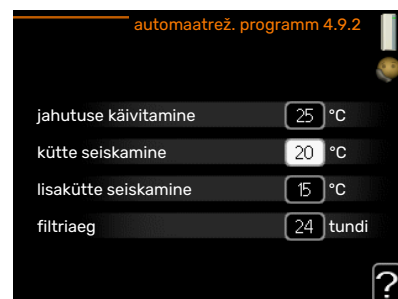 automaatrež. programm 4.9.2
jahutuse käivitamine 25 °C
kütte seiskamine 20 °C
lisakütte seiskamine 15 °C
filtriaeg 24 tundi
?